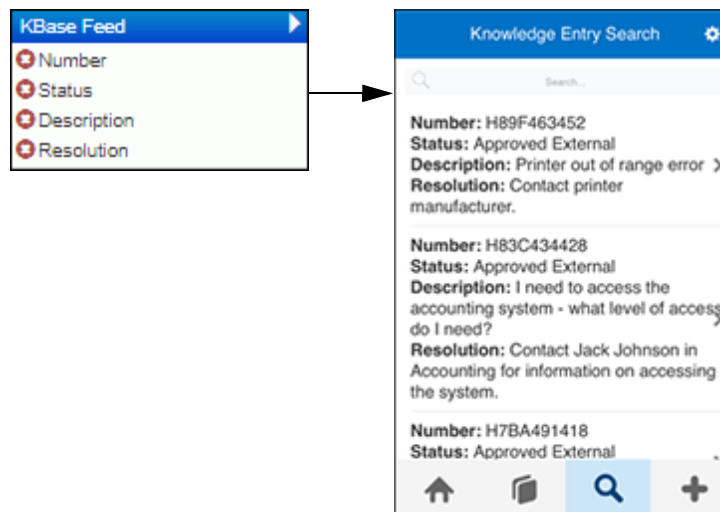 KBase Feed
Number
Status
Description
Resolution
Knowledge Entry Search
Search...
Number: H89F463452
Status: Approved External
Description: Printer out of range error
Resolution: Contact printer
manufacturer.
Number: H83C434428
Status: Approved External
Description: I need to access the
accounting system - what level of access
do I need?
Resolution: Contact Jack Johnson in
Accounting for information on accessing
the system.
Number: H7BA491418
Status: Approved External